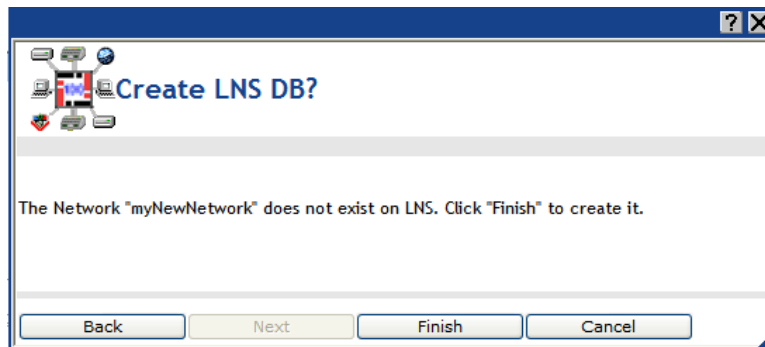 Create LNS DB?
The Network "myNewNetwork" does not exist on LNS. Click "Finish" to create it.
Back Next Finish Cancel